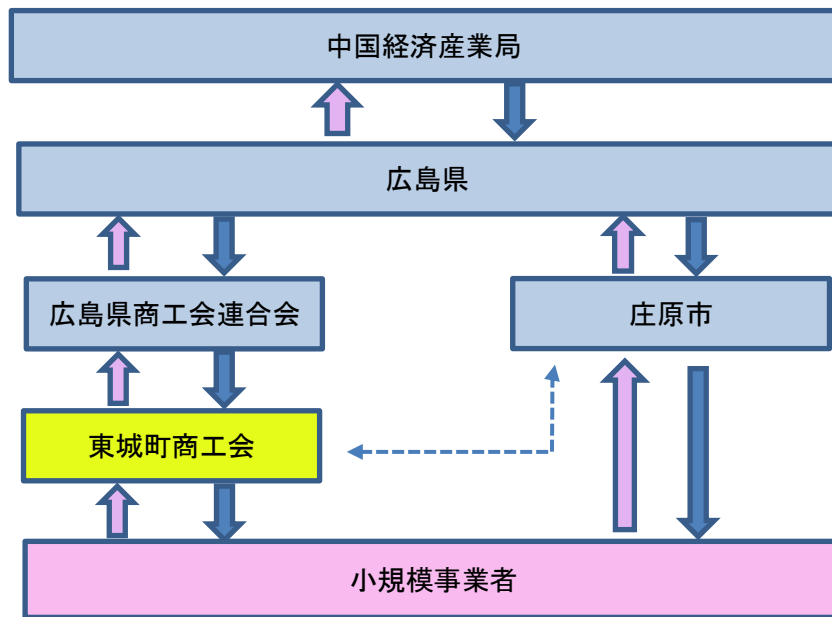 中国経済産業局
広島県
広島県商工会連合会
庄原市
東城町商工会
小規模事業者